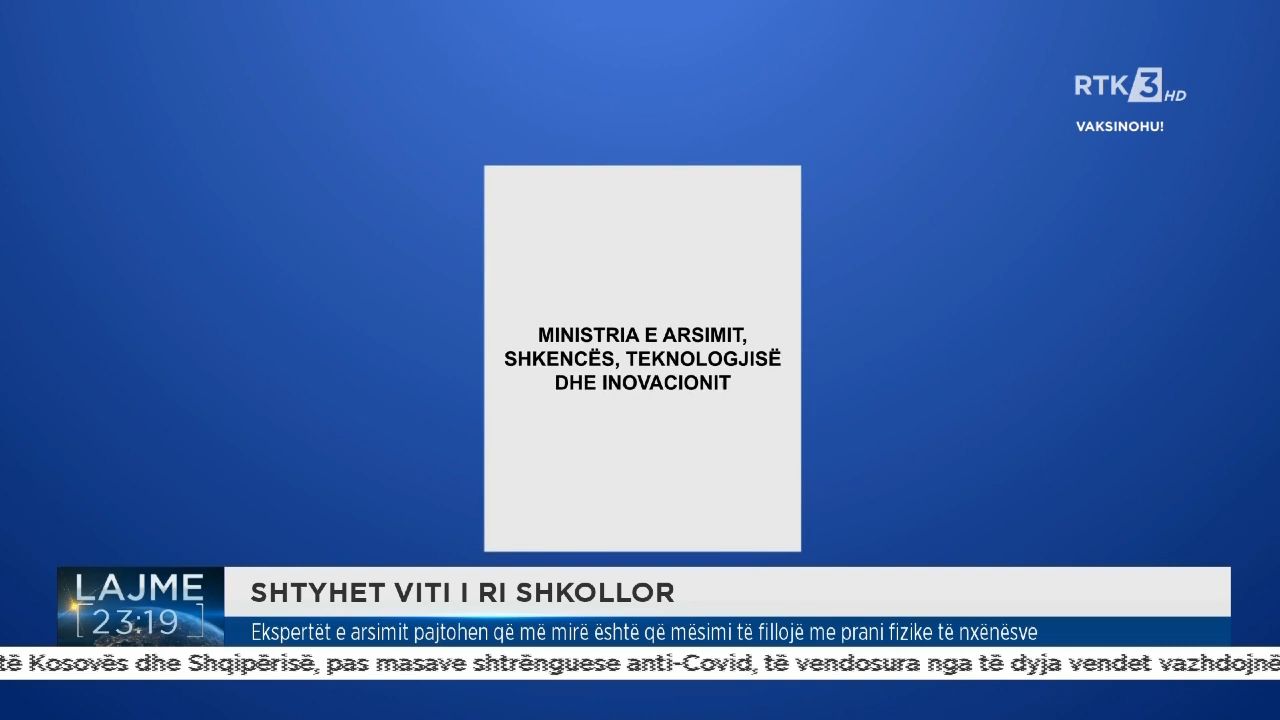 RTK 3 HD
VAKSINOHU!
MINISTRIA E ARSIMIT,
SHKENCËS, TEKNOLOGJISË
DHE INOVACIONIT
LAJME
23:19
SHTYHET VITI I RI SHKOLLOR
Ekspertët e arsimit pajtohen që më mirë është që mësimi të fillojë me prani fizike të nxënësve
të Kosovës dhe Shqipërisë, pas masave shtrënguese anti-Covid, të vendosura nga të dyja vendet vazhdojnë